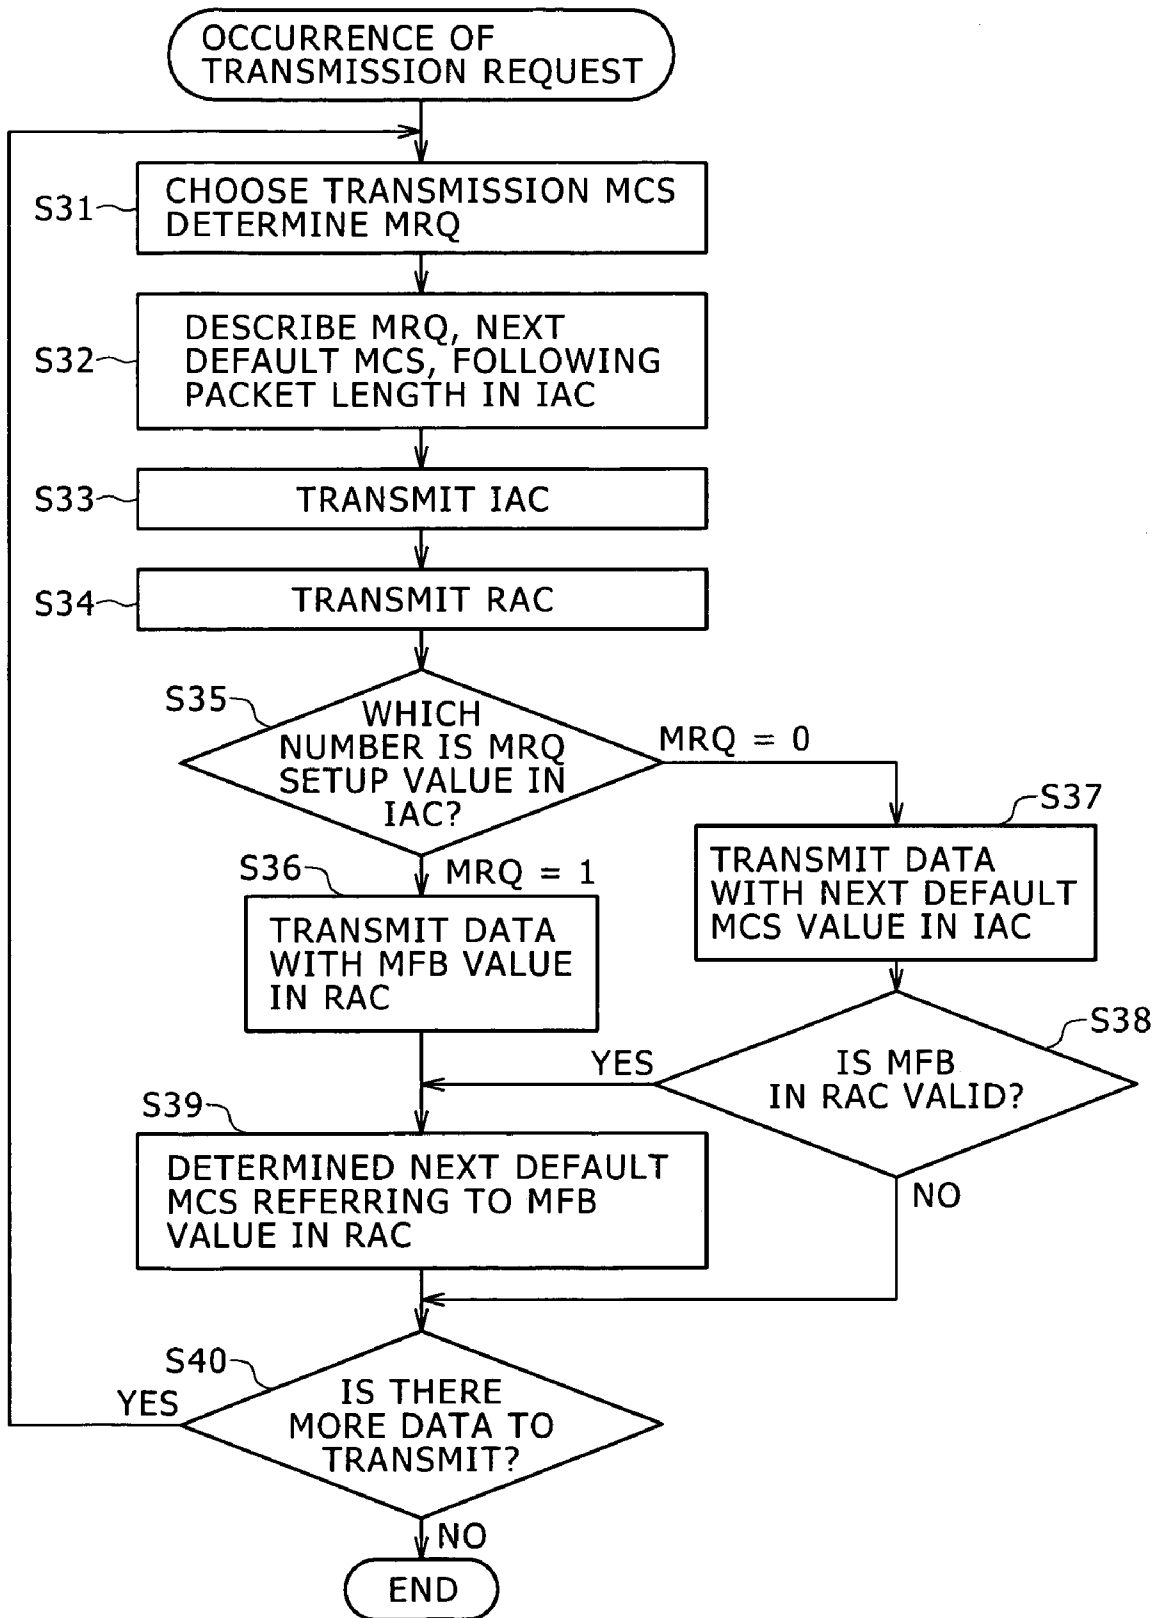 OCCURRENCE OF
TRANSMISSION REQUEST
S31
CHOOSE TRANSMISSION MCS
DETERMINE MRQ
S32
DESCRIBE MRQ, NEXT
DEFAULT MCS, FOLLOWING
PACKET LENGTH IN IAC
S33
TRANSMIT IAC
S34
TRANSMIT RAC
S35
WHICH
NUMBER IS MRQ
SETUP VALUE IN
IAC?
MRQ = 0
MRQ = 1
S36
TRANSMIT DATA
WITH MFB VALUE
IN RAC
S37
TRANSMIT DATA
WITH NEXT DEFAULT
MCS VALUE IN IAC
S38
IS MFB
IN RAC VALID?
YES
NO
S39
DETERMINED NEXT DEFAULT
MCS REFERRING TO MFB
VALUE IN RAC
S40
IS THERE
MORE DATA TO
TRANSMIT?
YES
NO
END